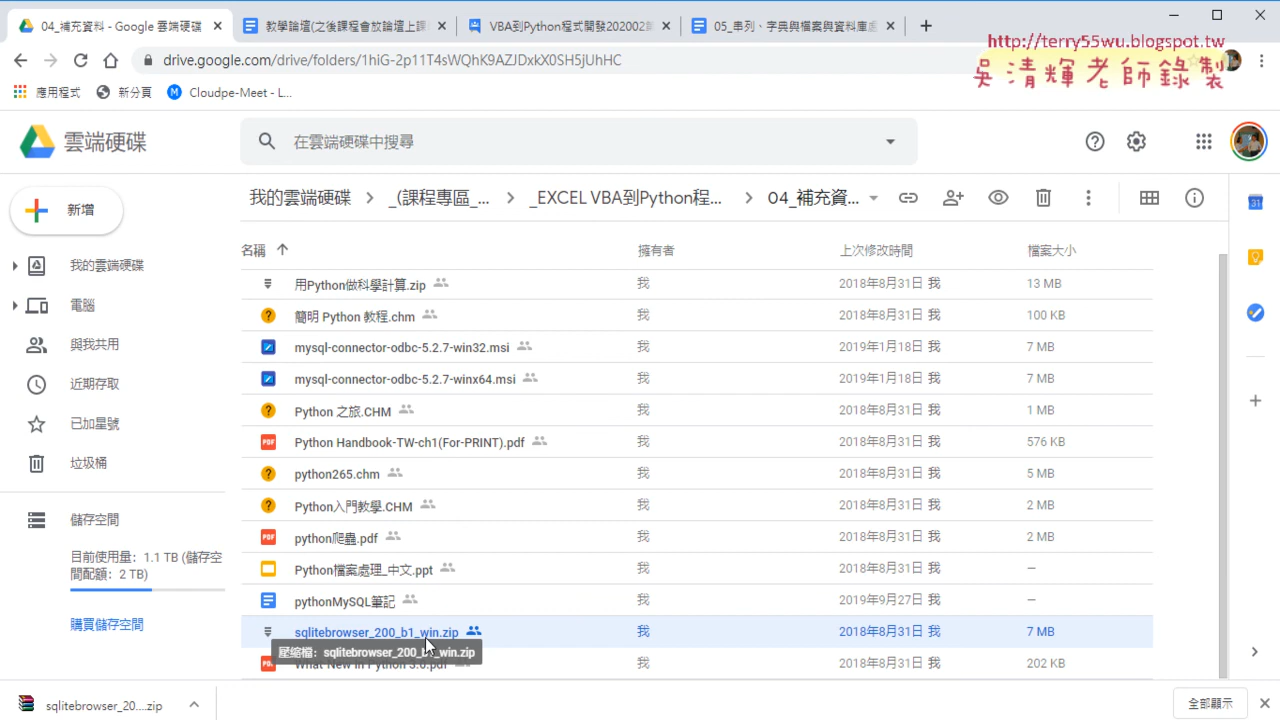 04_補充資料 - Google 雲端硬碟
教學論壇(之後課程會放論壇上課
VBA到Python程式開發202002
05_串列、字典與檔案與資料庫處
http://terry55wu.blogspot.tw
drive.google.com/drive/folders/1hiG-2p11T4sWQhK9AZJDxkX0SH5jUhHC
吳清輝老師錄製
應用程式
新分頁
Cloudpe-Meet - L...
雲端硬碟
在雲端硬碟中搜尋
新增
我的雲端硬碟
_(課程專區_...
_EXCEL VBA到Python程...
04_補充資...
31
名稱
擁有者
上次修改時間
檔案大小
我的雲端硬碟
電腦
與我共用
近期存取
已加星號
垃圾桶
儲存空間
目前使用量：1.1 TB (儲存空
間配額：2 TB)
購買儲存空間
用Python做科學計算.zip 我 2018年8月31日 我 13 MB
簡明 Python 教程.chm 我 2018年8月31日 我 100 KB
mysql-connector-odbc-5.2.7-win32.msi 我 2019年1月18日 我 7 MB
mysql-connector-odbc-5.2.7-winx64.msi 我 2019年1月18日 我 7 MB
Python 之旅.CHM 我 2018年8月31日 我 1 MB
PDF Python Handbook-TW-ch1(For-PRINT).pdf 我 2018年8月31日 我 576 KB
python265.chm 我 2018年8月31日 我 5 MB
Python入門教學.CHM 我 2018年8月31日 我 2 MB
PDF python爬蟲.pdf 我 2018年8月31日 我 2 MB
Python檔案處理_中文.ppt 我 2018年8月31日 我 –
pythonMySQL筆記 我 2019年9月27日 我 –
sqlitebrowser_200_b1_win.zip 我 2018年8月31日 我 7 MB
壓縮檔：sqlitebrowser_200_b1_win.zip
PDF What New in Python 3.0.pdf 我 2018年8月31日 我 202 KB
sqlitebrowser_20....zip
全部顯示